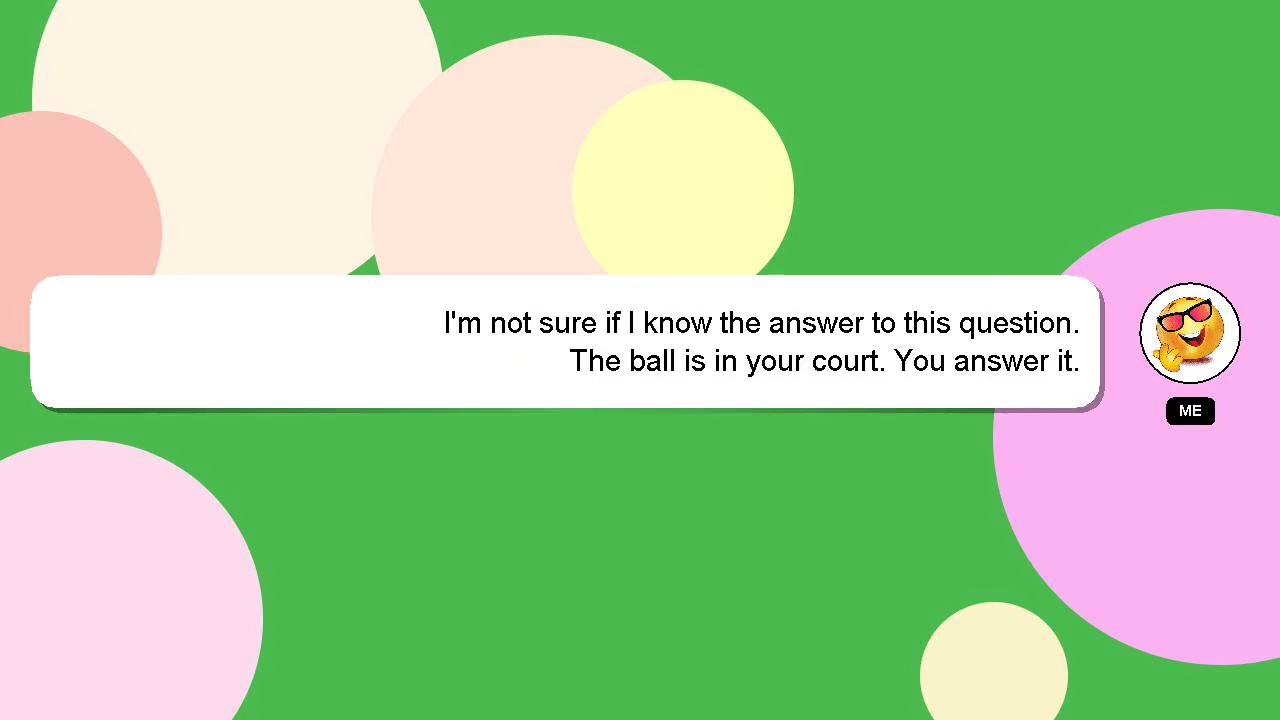 I'm not sure if I know the answer to this question.
The ball is in your court. You answer it.
ME